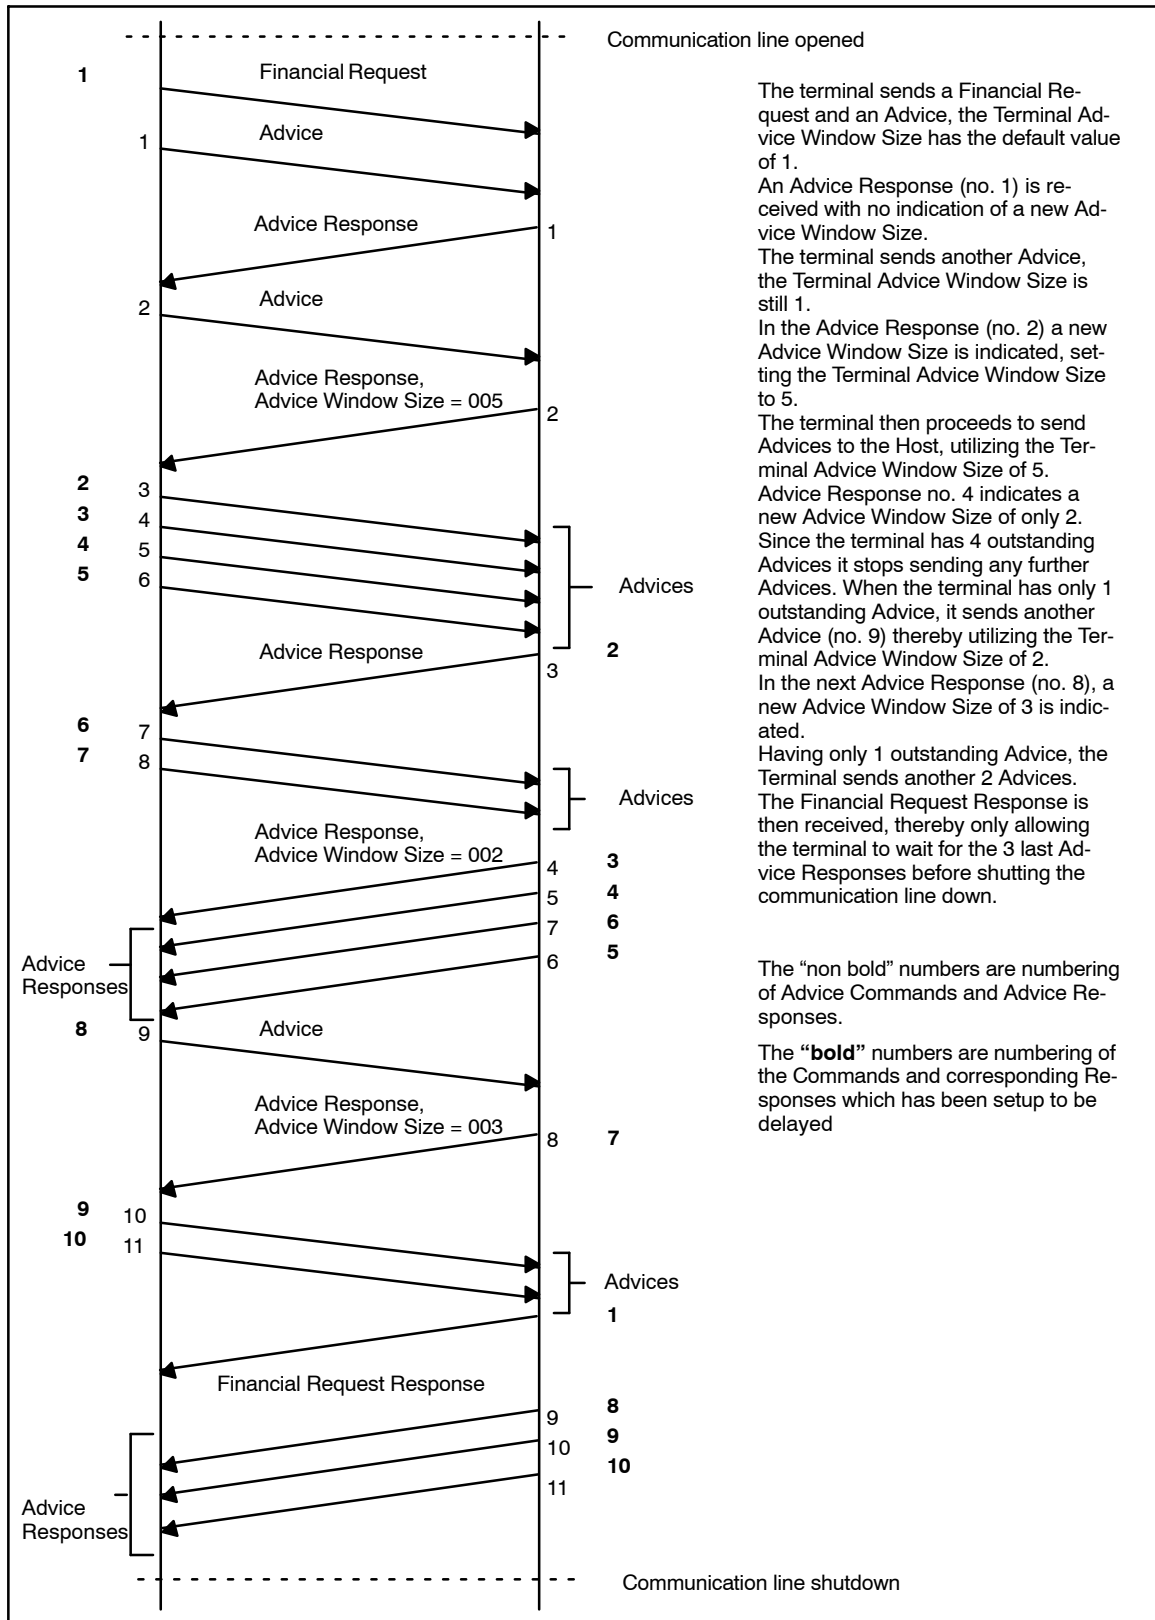 Communication line opened
1
Financial Request
1
Advice
Advice Response
1
2
Advice
Advice Response,
Advice Window Size = 005
2
2
3
3
4
4
5
5
6
Advices
Advice Response
2
3
6
7
7
8
Advices
Advice Response,
Advice Window Size = 002
4
3
5
4
7
6
6
5
Advice
Responses
8
9
Advice
Advice Response,
Advice Window Size = 003
8
7
9
10
10
11
Advices
1
Financial Request Response
9
8
10
9
11
10
Advice
Responses
Communication line shutdown
The terminal sends a Financial Re-
quest and an Advice, the Terminal Ad-
vice Window Size has the default value
of 1.
An Advice Response (no. 1) is re-
ceived with no indication of a new Ad-
vice Window Size.
The terminal sends another Advice,
the Terminal Advice Window Size is
still 1.
In the Advice Response (no. 2) a new
Advice Window Size is indicated, set-
ting the Terminal Advice Window Size
to 5.
The terminal then proceeds to send
Advices to the Host, utilizing the Ter-
minal Advice Window Size of 5.
Advice Response no. 4 indicates a
new Advice Window Size of only 2.
Since the terminal has 4 outstanding
Advices it stops sending any further
Advices. When the terminal has only 1
outstanding Advice, it sends another
Advice (no. 9) thereby utilizing the Ter-
minal Advice Window Size of 2.
In the next Advice Response (no. 8), a
new Advice Window Size of 3 is indic-
ated.
Having only 1 outstanding Advice, the
Terminal sends another 2 Advices.
The Financial Request Response is
then received, thereby only allowing
the terminal to wait for the 3 last Ad-
vice Responses before shutting the
communication line down.
The “non bold” numbers are numbering
of Advice Commands and Advice Re-
sponses.
The “bold” numbers are numbering of
the Commands and corresponding Re-
sponses which has been setup to be
delayed